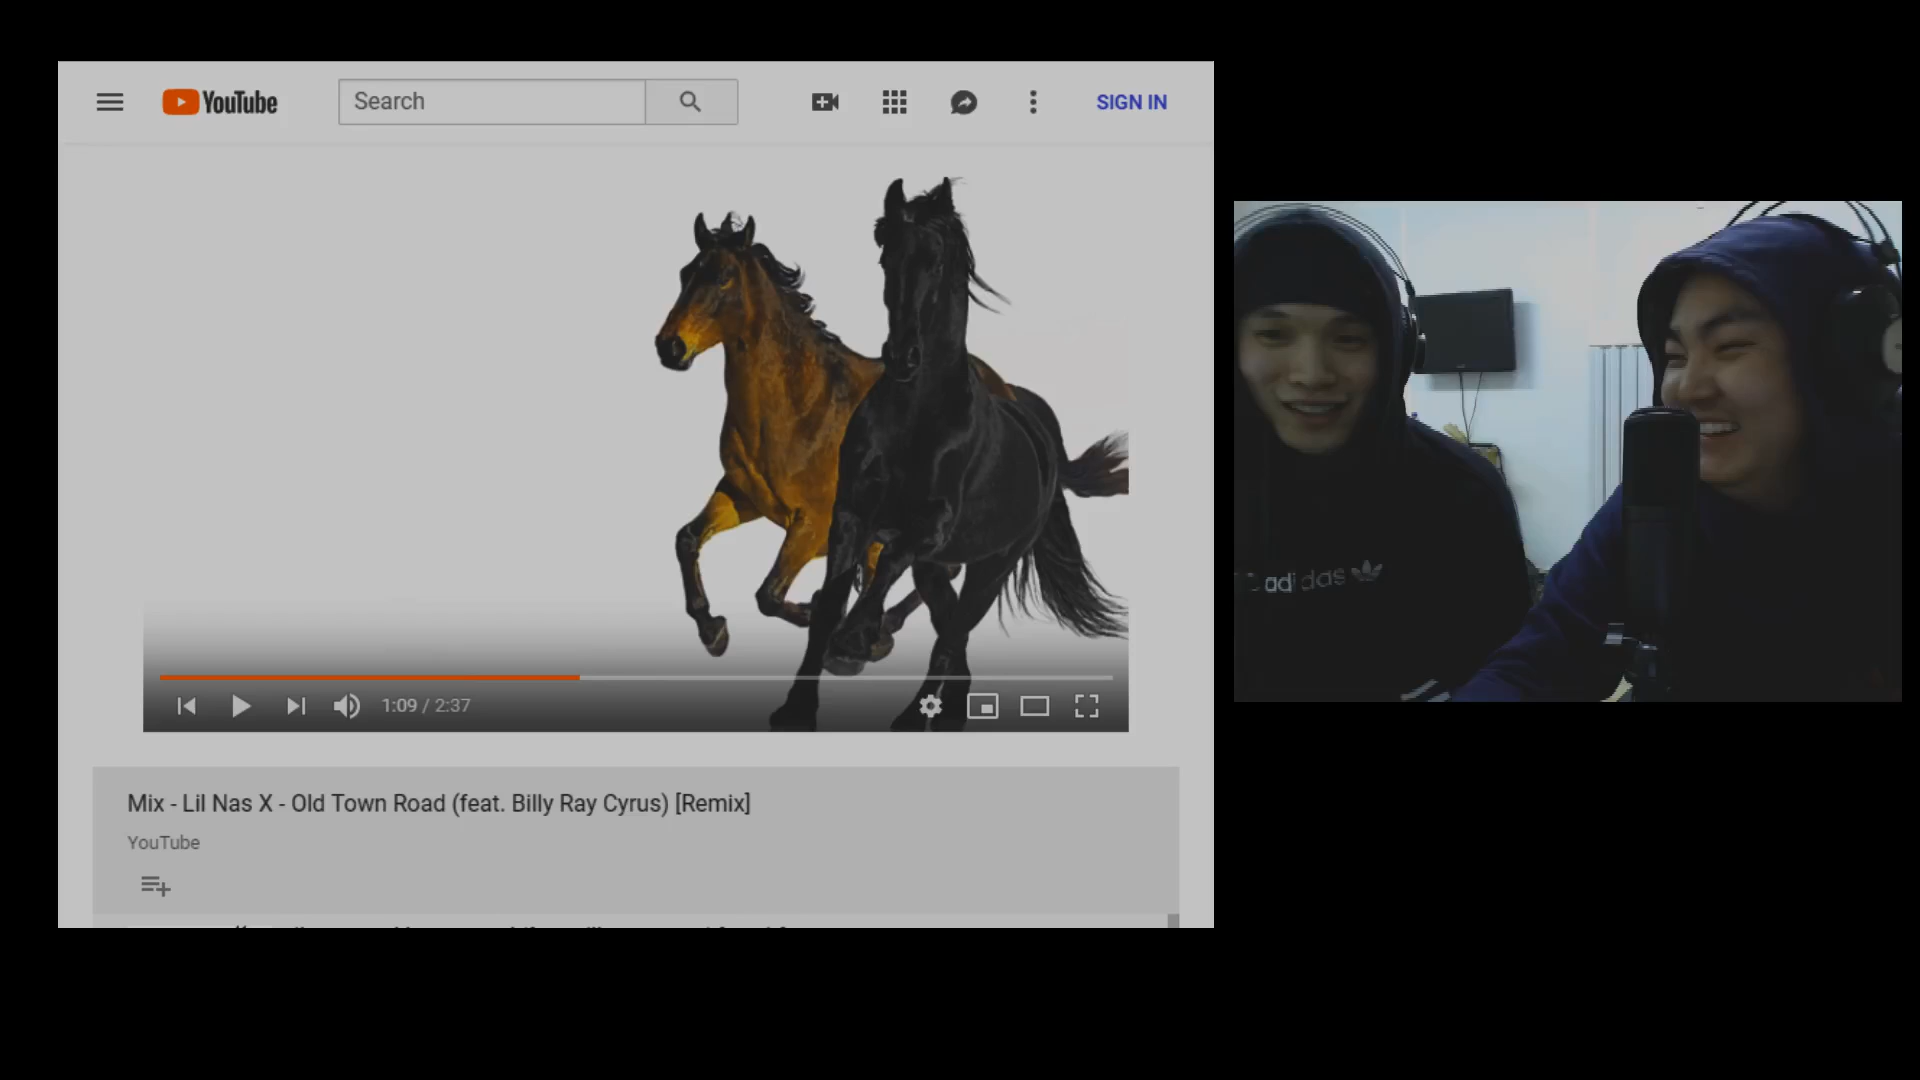 YouTube
Search
SIGN IN
1:09 / 2:37
Mix - Lil Nas X - Old Town Road (feat. Billy Ray Cyrus) [Remix]
YouTube
adidas